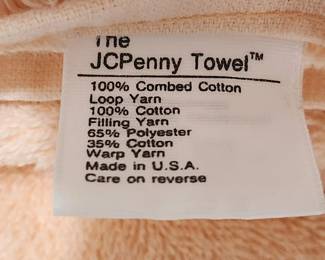 The
JCPenny Towel™
100% Combed Cotton
Loop Yarn
100% Cotton
Filling Yarn
65% Polyester
35% Cotton
Warp Yarn
Made in U.S.A.
Care on reverse